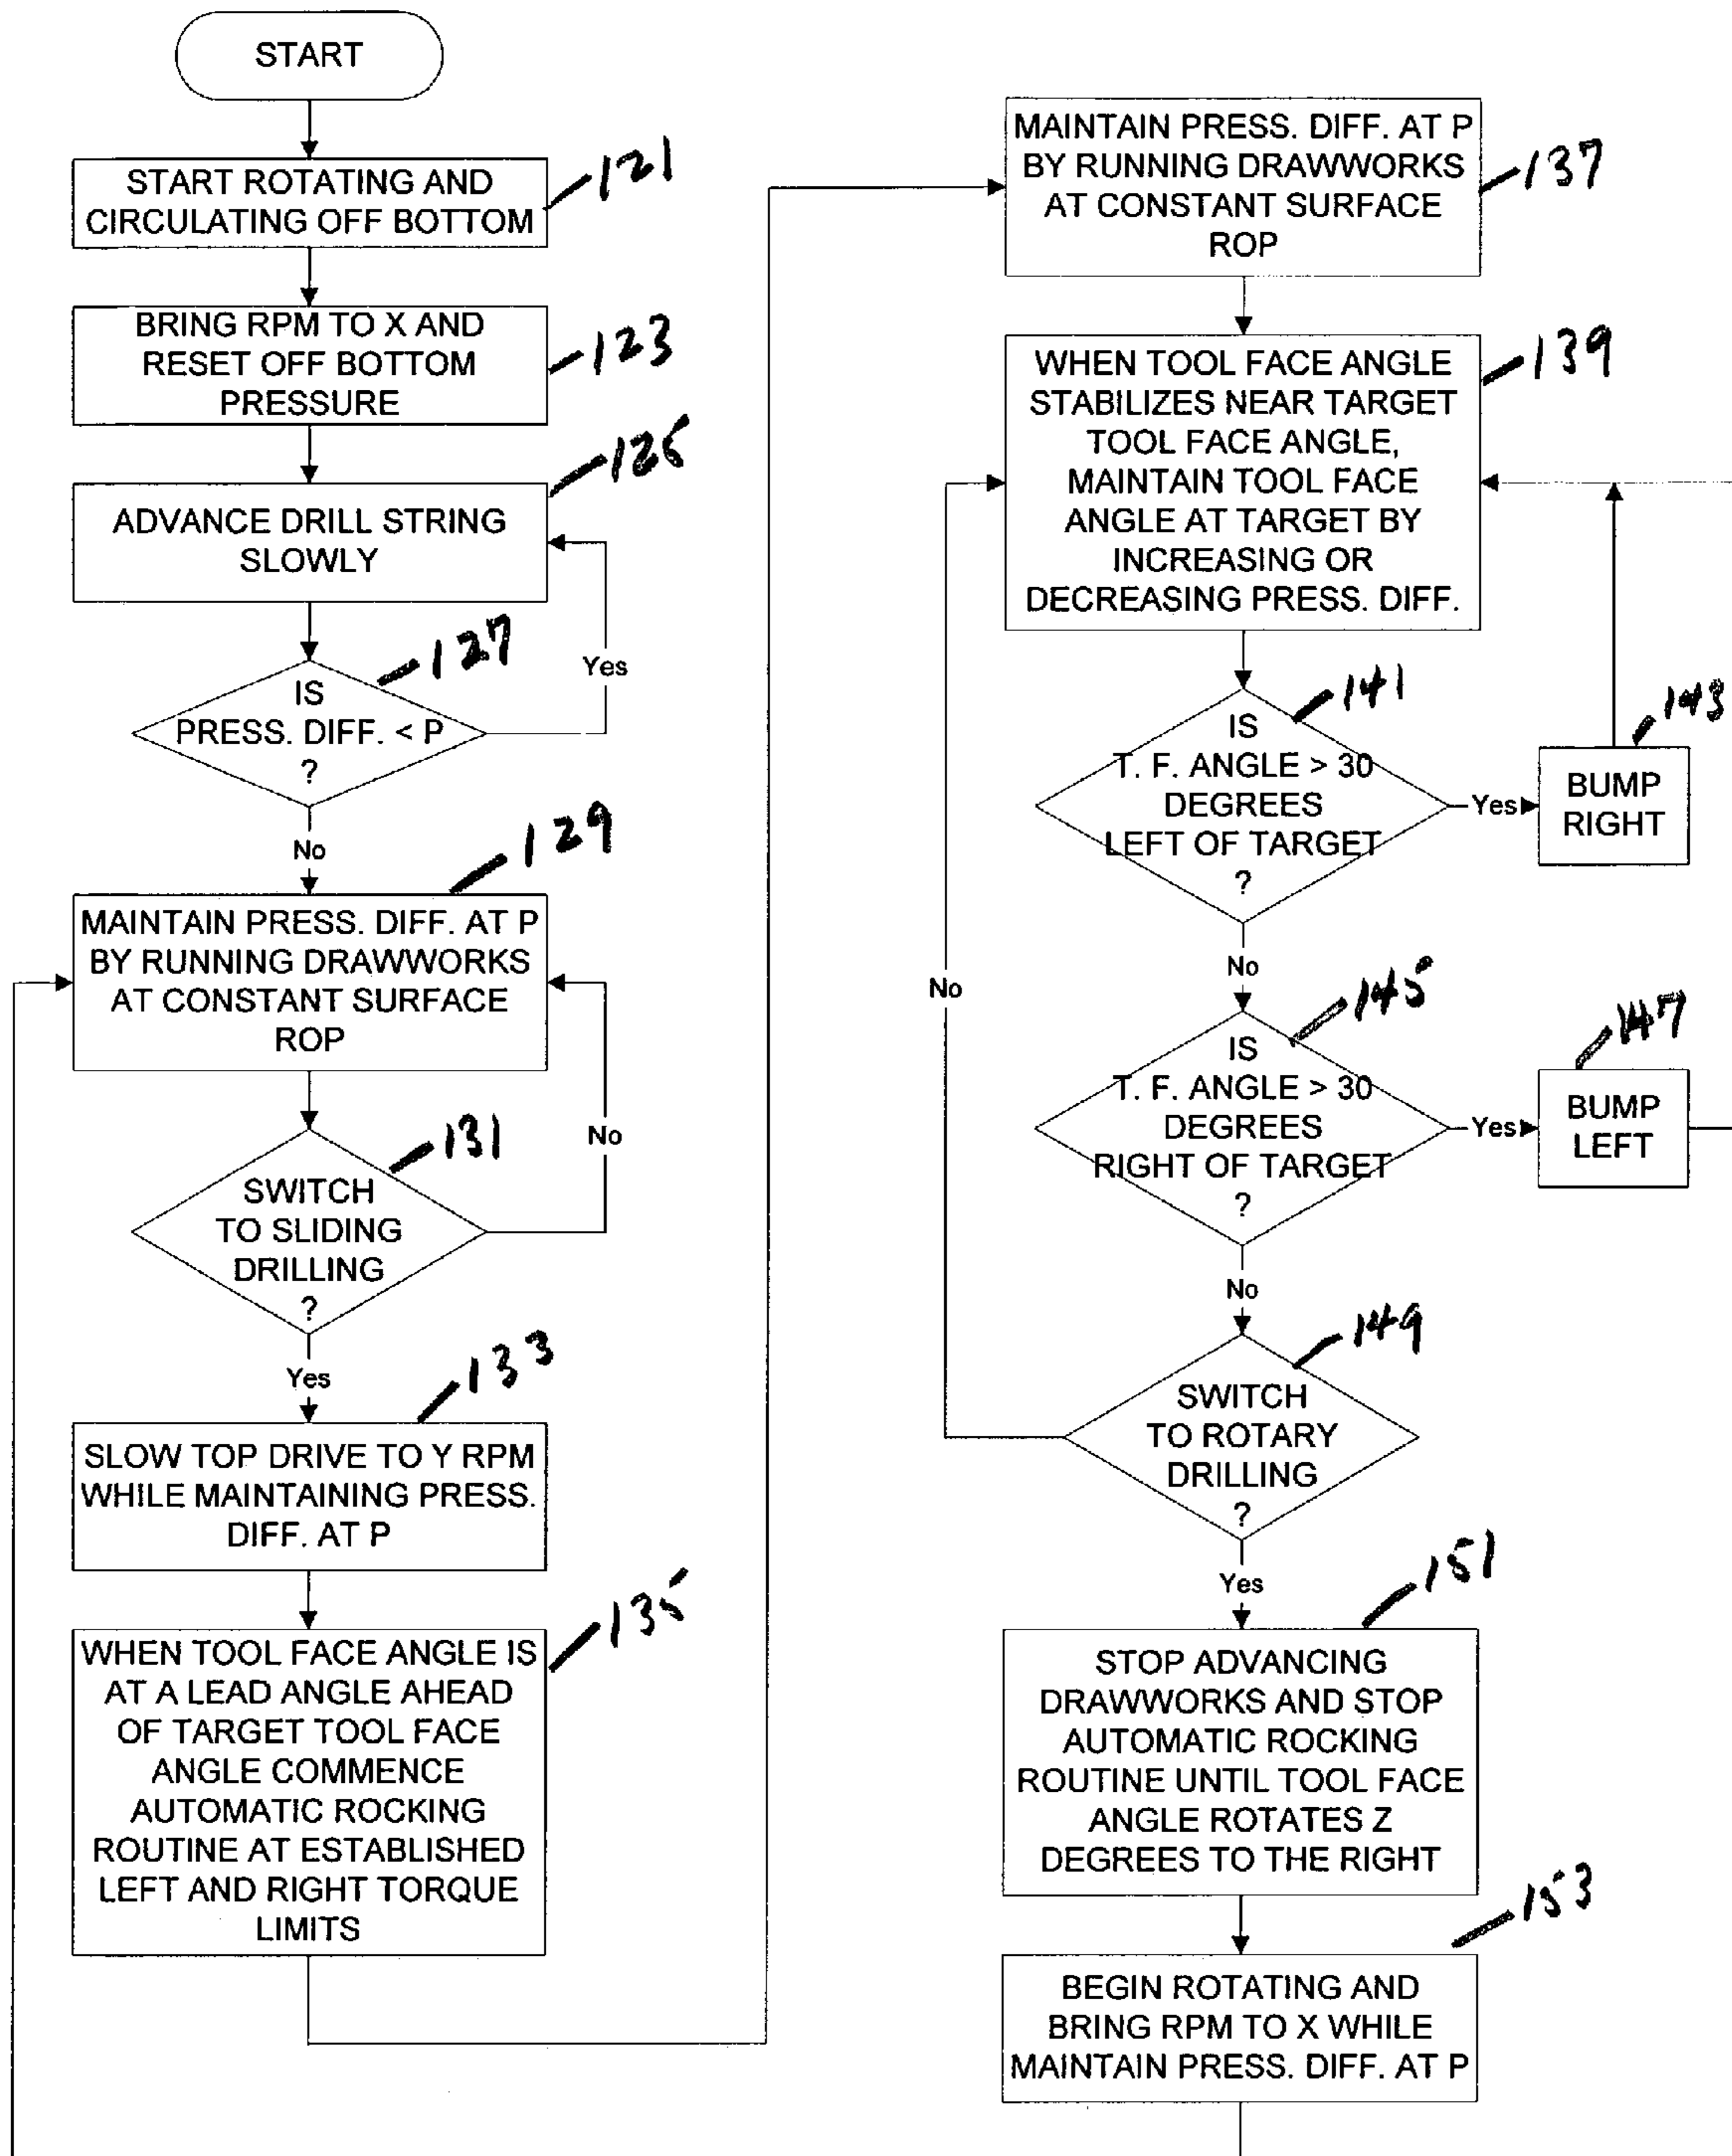 START
START ROTATING AND
CIRCULATING OFF BOTTOM
121
BRING RPM TO X AND
RESET OFF BOTTOM
PRESSURE
123
ADVANCE DRILL STRING
SLOWLY
125
IS
PRESS. DIFF. < P
?
127
Yes
No
MAINTAIN PRESS. DIFF. AT P
BY RUNNING DRAWWORKS
AT CONSTANT SURFACE
ROP
129
SWITCH
TO SLIDING
DRILLING
?
131
No
Yes
SLOW TOP DRIVE TO Y RPM
WHILE MAINTAINING PRESS.
DIFF. AT P
133
WHEN TOOL FACE ANGLE IS
AT A LEAD ANGLE AHEAD
OF TARGET TOOL FACE
ANGLE COMMENCE
AUTOMATIC ROCKING
ROUTINE AT ESTABLISHED
LEFT AND RIGHT TORQUE
LIMITS
135
MAINTAIN PRESS. DIFF. AT P
BY RUNNING DRAWWORKS
AT CONSTANT SURFACE
ROP
137
WHEN TOOL FACE ANGLE
STABILIZES NEAR TARGET
TOOL FACE ANGLE,
MAINTAIN TOOL FACE
ANGLE AT TARGET BY
INCREASING OR
DECREASING PRESS. DIFF.
139
IS
T. F. ANGLE > 30
DEGREES
LEFT OF TARGET
?
141
Yes
BUMP
RIGHT
143
No
IS
T. F. ANGLE > 30
DEGREES
RIGHT OF TARGET
?
145
Yes
BUMP
LEFT
147
No
SWITCH
TO ROTARY
DRILLING
?
149
No
Yes
STOP ADVANCING
DRAWWORKS AND STOP
AUTOMATIC ROCKING
ROUTINE UNTIL TOOL FACE
ANGLE ROTATES Z
DEGREES TO THE RIGHT
151
BEGIN ROTATING AND
BRING RPM TO X WHILE
MAINTAIN PRESS. DIFF. AT P
153